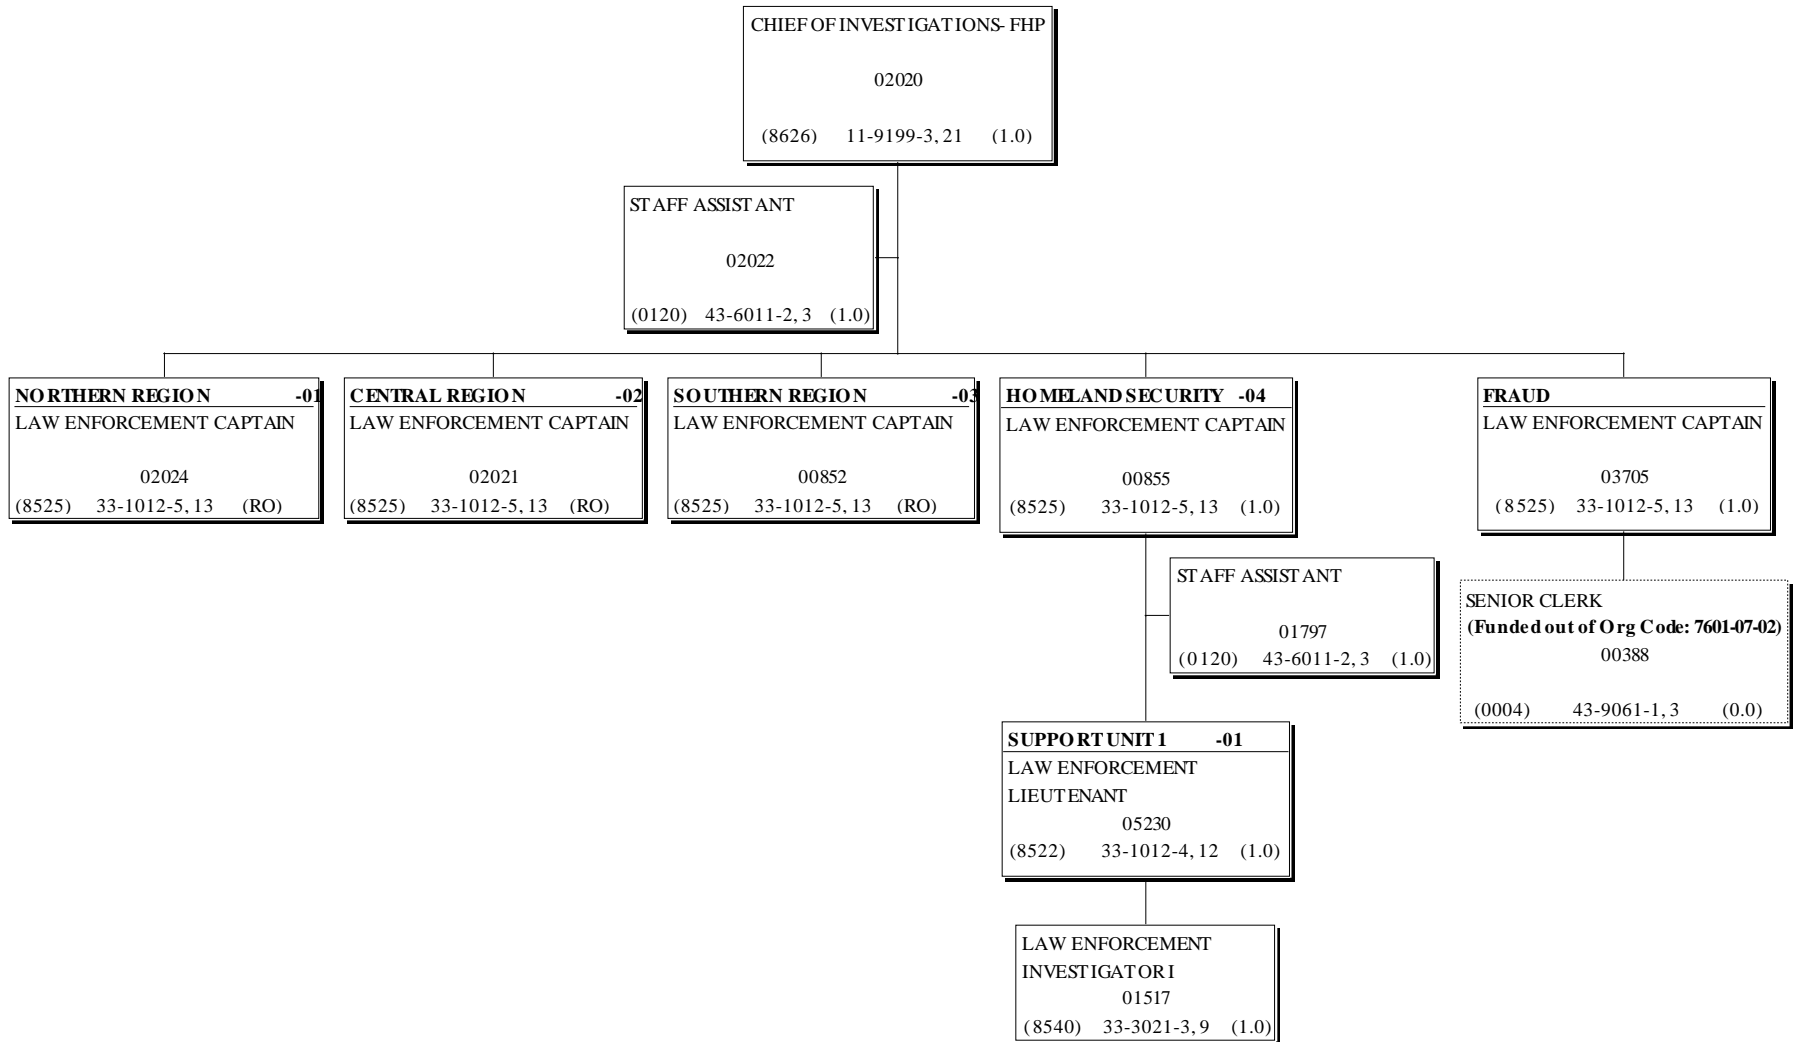 CHIEF OF INVESTIGATIONS- FHP
02020
(8626) 11-9199-3, 21 (1.0)
STAFF ASSISTANT
02022
(0120) 43-6011-2, 3 (1.0)
NORTHERN REGION -01
LAW ENFORCEMENT CAPTAIN
02024
(8525) 33-1012-5, 13 (RO)
CENTRAL REGION -02
LAW ENFORCEMENT CAPTAIN
02021
(8525) 33-1012-5, 13 (RO)
SOUTHERN REGION -03
LAW ENFORCEMENT CAPTAIN
00852
(8525) 33-1012-5, 13 (RO)
HOMELAND SECURITY -04
LAW ENFORCEMENT CAPTAIN
00855
(8525) 33-1012-5, 13 (1.0)
FRAUD
LAW ENFORCEMENT CAPTAIN
03705
(8525) 33-1012-5, 13 (1.0)
STAFF ASSISTANT
01797
(0120) 43-6011-2, 3 (1.0)
SENIOR CLERK
(Funded out of Org Code: 7601-07-02)
00388
(0004) 43-9061-1, 3 (0.0)
SUPPORT UNIT 1 -01
LAW ENFORCEMENT
LIEUTENANT
05230
(8522) 33-1012-4, 12 (1.0)
LAW ENFORCEMENT
INVESTIGATOR I
01517
(8540) 33-3021-3, 9 (1.0)